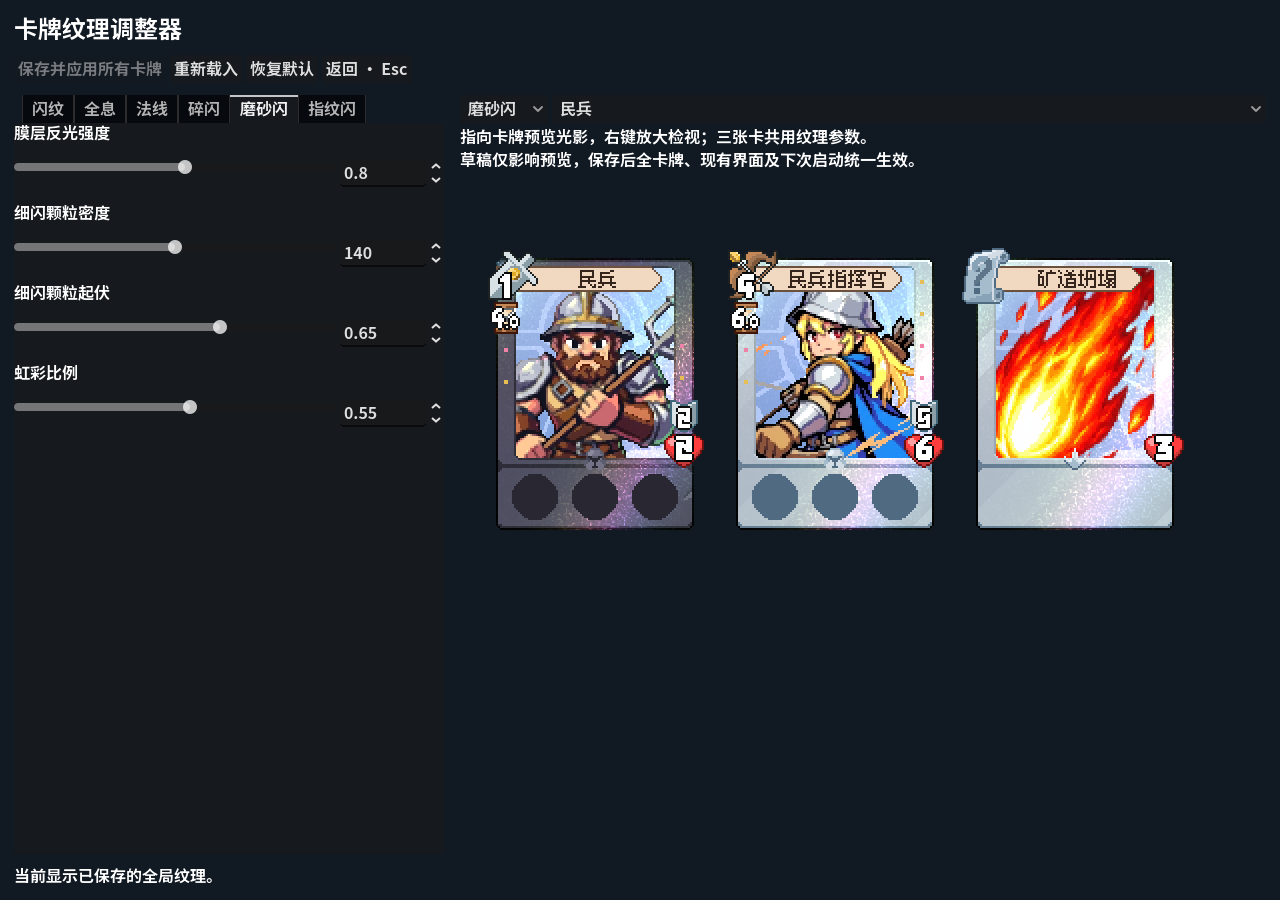 卡牌纹理调整器
保存并应用所有卡牌 重新载入 恢复默认 返回 · Esc
闪纹 全息 法线 碎闪 磨砂闪 指纹闪
磨砂闪 民兵
膜层反光强度
0.8
细闪颗粒密度
140
细闪颗粒起伏
0.65
虹彩比例
0.55
指向卡牌预览光影，右键放大检视；三张卡共用纹理参数。
草稿仅影响预览，保存后全卡牌、现有界面及下次启动统一生效。
1 民兵
2
2
民兵指挥官
5
6
? 矿道坍塌
3
当前显示已保存的全局纹理。